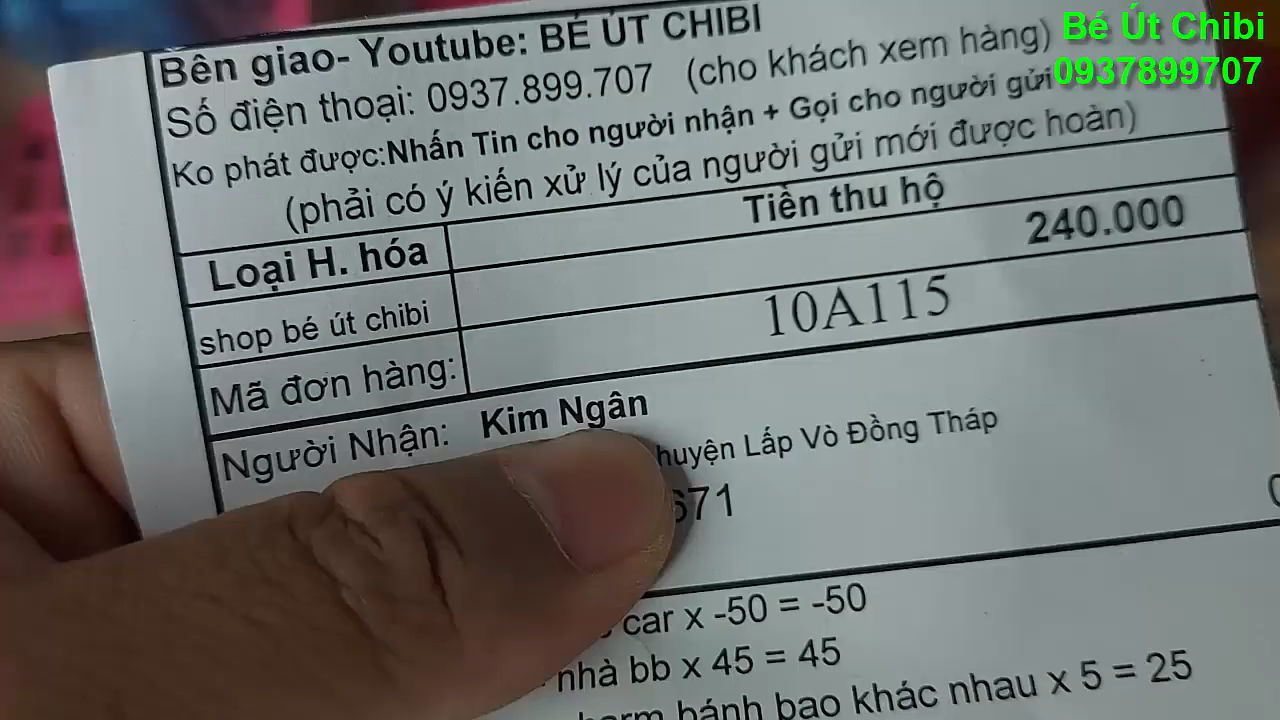 Bé Út Chibi
0937899707
Bên giao- Youtube: BÉ ÚT CHIBI
Số điện thoại: 0937.899.707 (cho khách xem hàng)
Ko phát được:Nhấn Tin cho người nhận + Gọi cho người gửi
(phải có ý kiến xử lý của người gửi mới được hoàn)
Loại H. hóa Tiền thu hộ
shop bé út chibi 240.000
Mã đơn hàng: 10A115
Người Nhận: Kim Ngân
huyện Lấp Vò Đồng Tháp
671
car x -50 = -50
nhà bb x 45 = 45
bánh bao khác nhau x 5 = 25